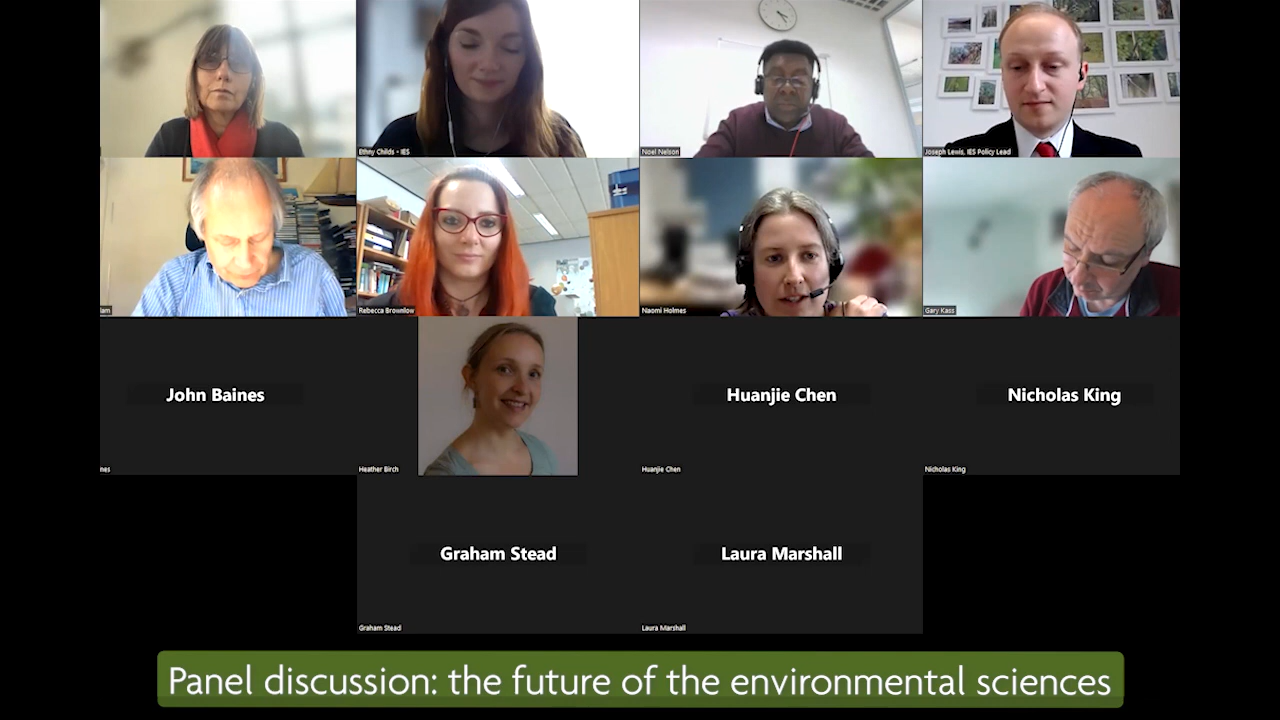 Ethny Childs - IES
Noel Nelson
Joseph Lewis, IES Policy Lead
lam
Rebecca Brownlow
Naomi Holmes
Gary Kass
John Baines
Huanjie Chen
Nicholas King
nes
Heather Birch
Huanjie Chen
Nicholas King
Graham Stead
Laura Marshall
Graham Stead
Laura Marshall
Panel discussion: the future of the environmental sciences